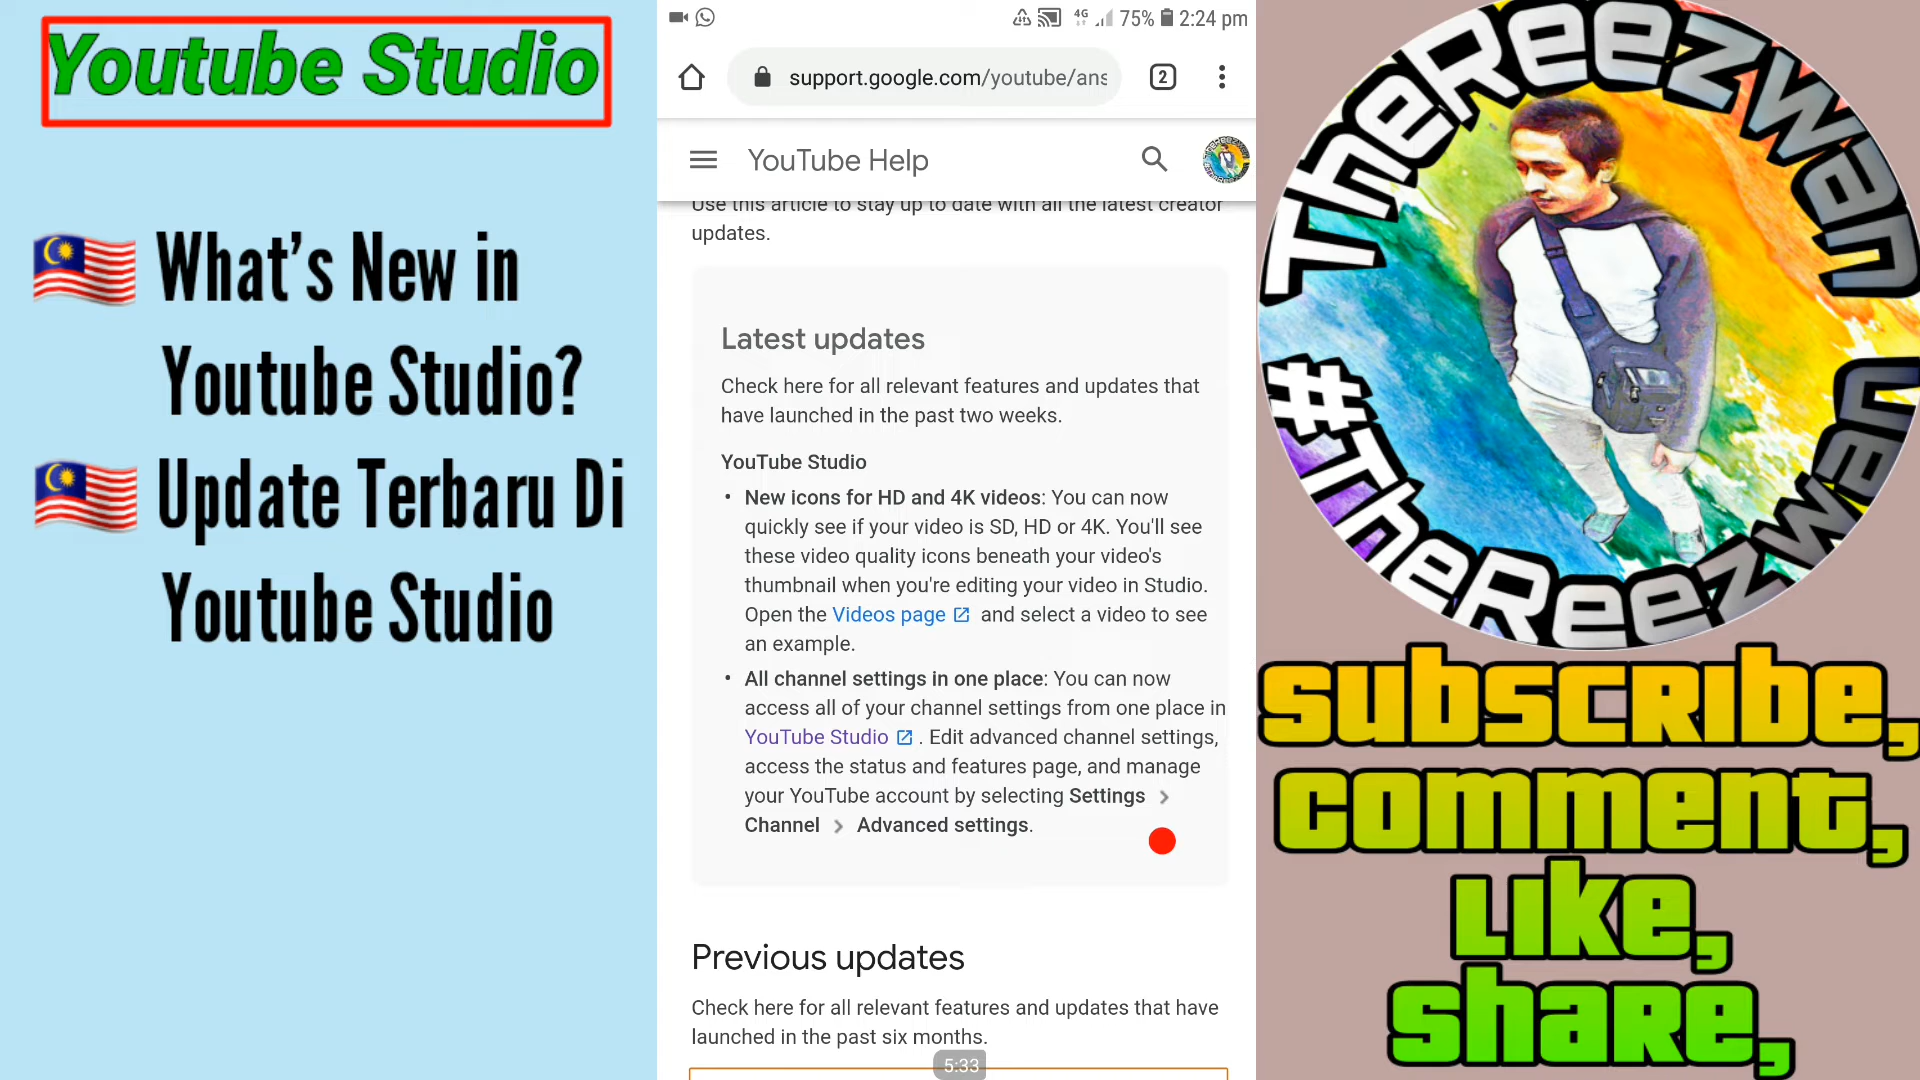 Youtube Studio
🇲🇾 What's New in
Youtube Studio?
🇲🇾 Update Terbaru Di
Youtube Studio
4G 75% 2:24 pm
support.google.com/youtube/ans
2
YouTube Help
Use this article to stay up to date with all the latest creator
updates.
Latest updates
Check here for all relevant features and updates that
have launched in the past two weeks.
YouTube Studio
• New icons for HD and 4K videos: You can now
quickly see if your video is SD, HD or 4K. You'll see
these video quality icons beneath your video's
thumbnail when you're editing your video in Studio.
Open the Videos page and select a video to see
an example.
• All channel settings in one place: You can now
access all of your channel settings from one place in
YouTube Studio . Edit advanced channel settings,
access the status and features page, and manage
your YouTube account by selecting Settings >
Channel > Advanced settings.
Previous updates
Check here for all relevant features and updates that have
launched in the past six months.
5:33
TheReezwan
#TheReezwan
Subscribe,
Comment,
Like,
Share,